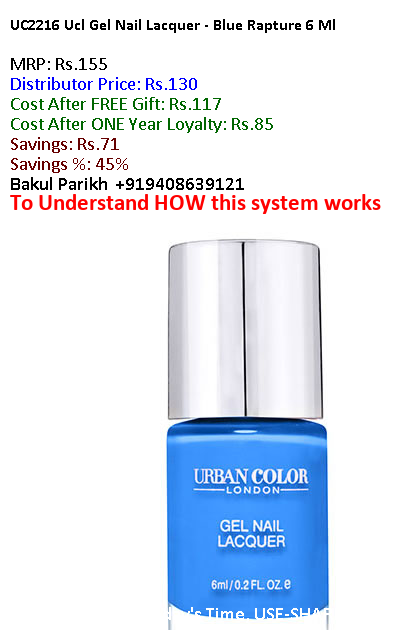 UC2216 Ucl Gel Nail Lacquer - Blue Rapture 6 Ml
MRP: Rs.155
Distributor Price: Rs.130
Cost After FREE Gift: Rs.117
Cost After ONE Year Loyalty: Rs.85
Savings: Rs.71
Savings %: 45%
Bakul Parikh +919408639121
To Understand HOW this system works
URBAN COLOR
LONDON
GEL NAIL
LACQUER
6ml/0.2 FL. OZ. e
Time, USE-SHAR